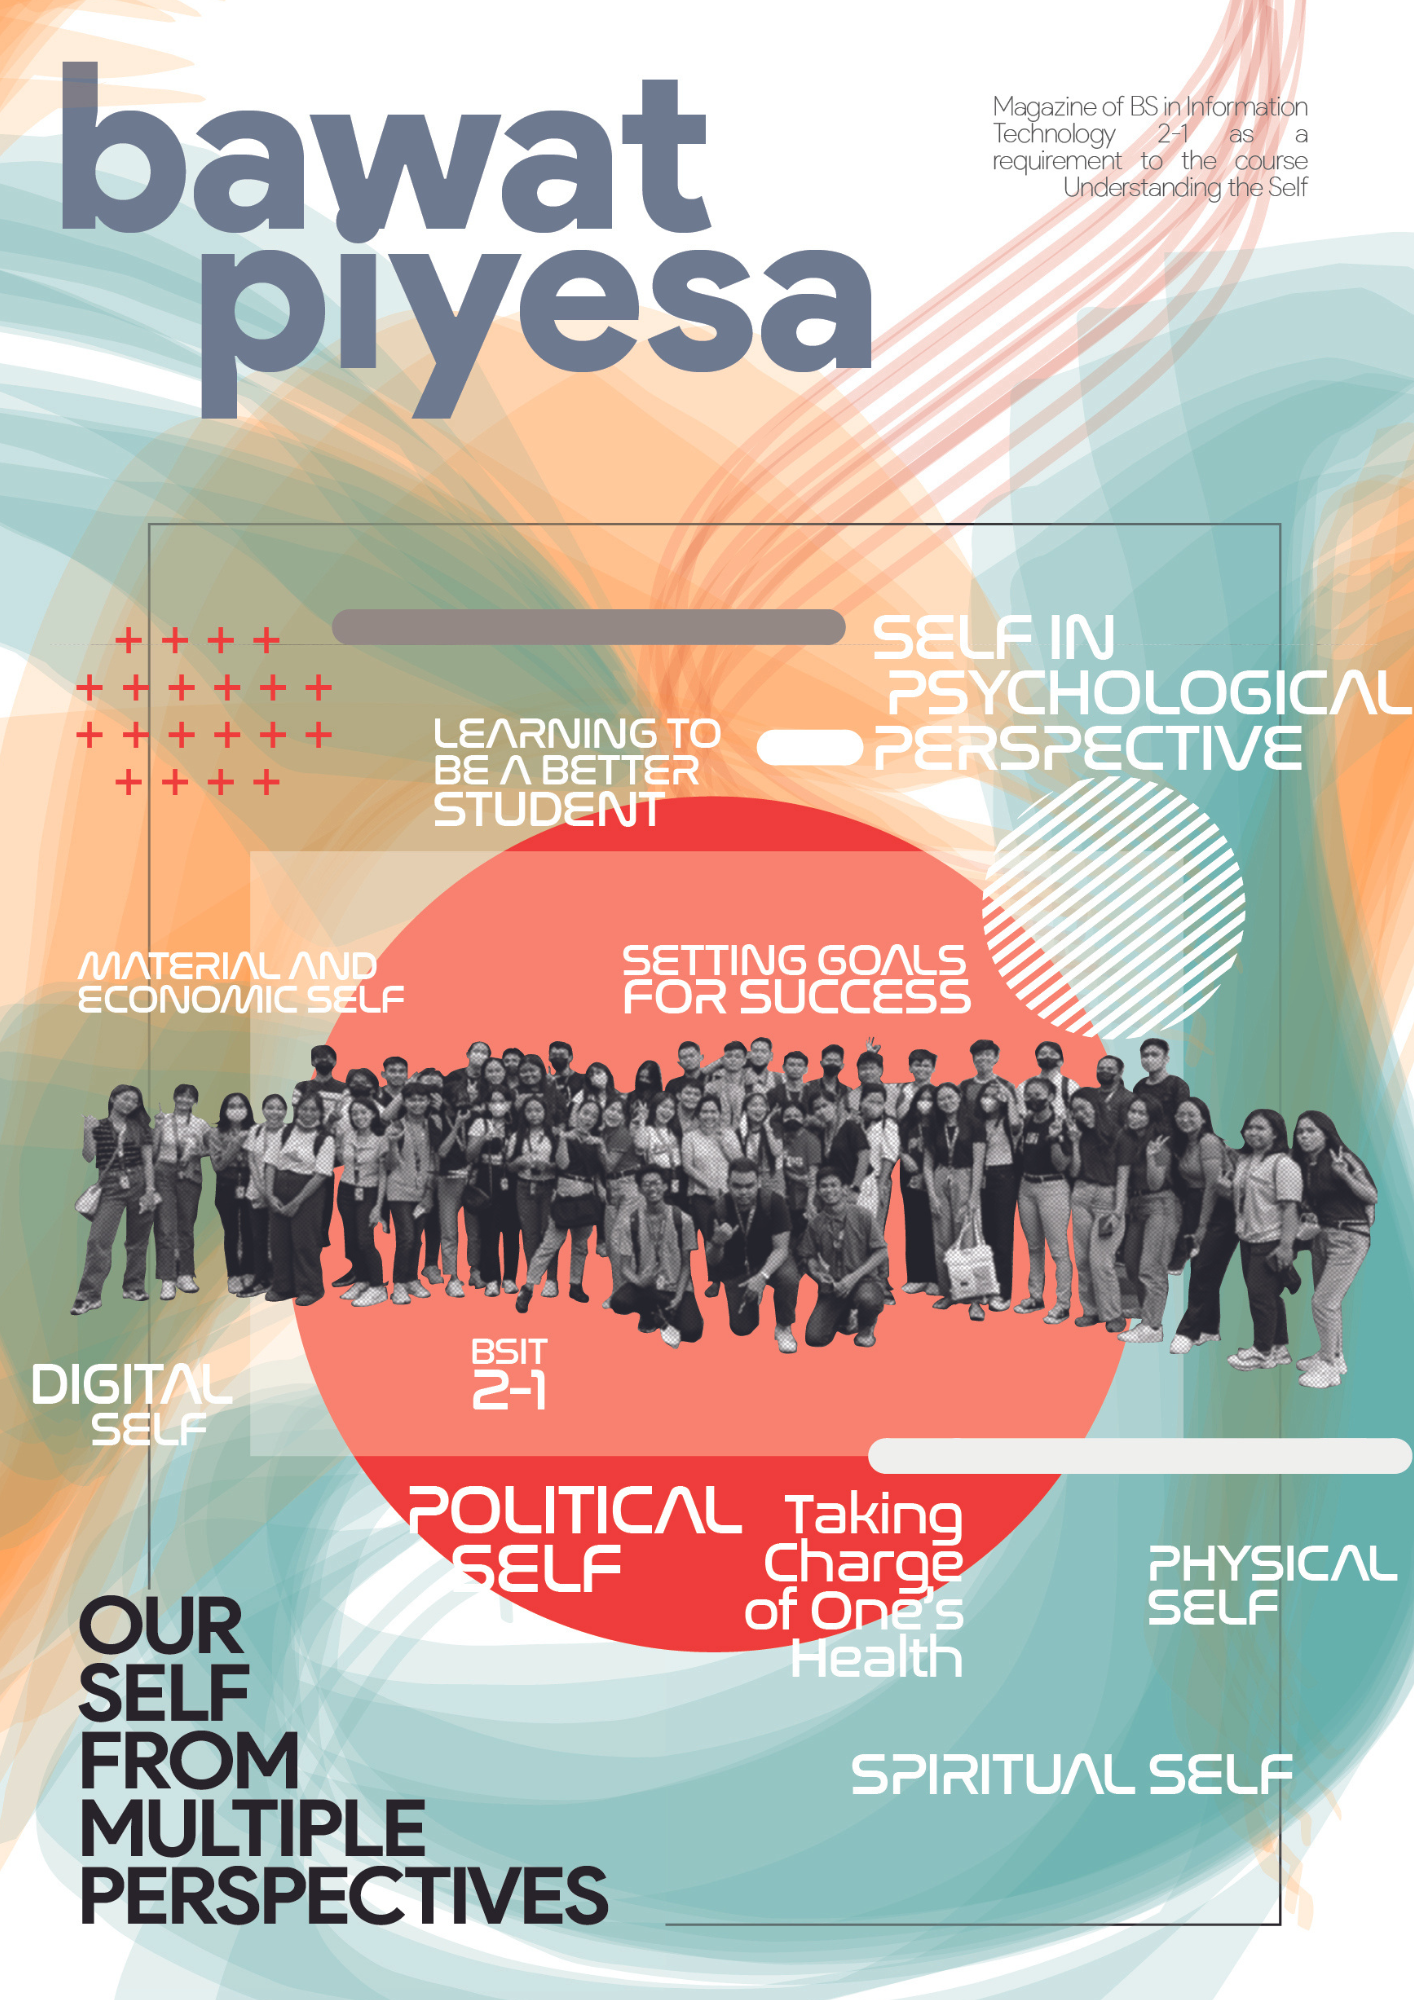 bawat
piyesa
Magazine of BS in Information
Technology 2-1 as a
requirement to the course
Understanding the Self
SELF IN
PSYCHOLOGICAL
PERSPECTIVE
LEARNING TO
BE A BETTER
STUDENT
MATERIAL AND
ECONOMIC SELF
SETTING GOALS
FOR SUCCESS
BSIT
2-1
DIGITAL
SELF
POLITICAL
SELF
Taking
Charge
of One's
Health
PHYSICAL
SELF
SPIRITUAL SELF
OUR
SELF
FROM
MULTIPLE
PERSPECTIVES